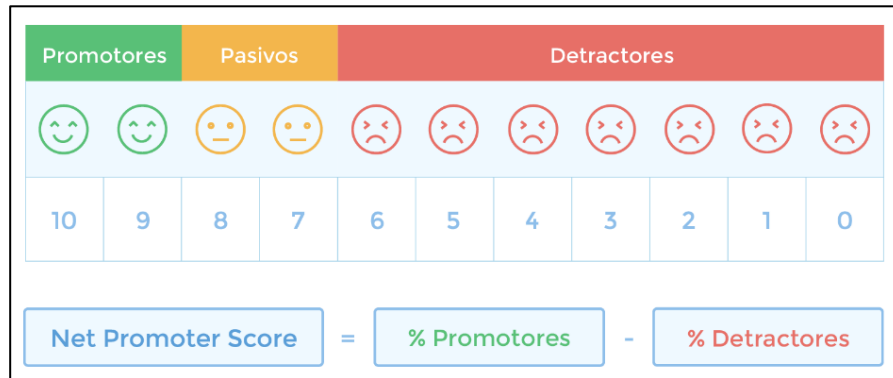 Promotores Pasivos Detractores
10 9 8 7 6 5 4 3 2 1 0
Net Promoter Score = % Promotores - % Detractores